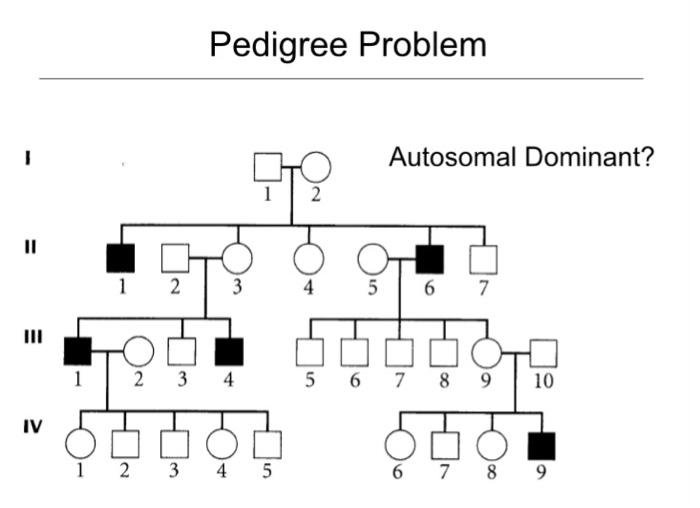 Pedigree Problem
I
Autosomal Dominant?
1 2
II
1 2 3 4 5 6 7
III
1 2 3 4 5 6 7 8 9 10
IV
1 2 3 4 5 6 7 8 9